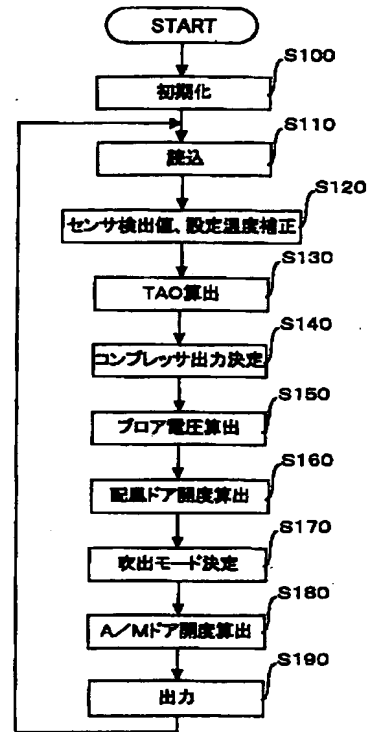 START
S100
初期化
S110
読込
S120
センサ検出値、設定温度補正
S130
TAO算出
S140
コンプレッサ出力決定
S150
ブロア電圧算出
S160
配風ドア開度算出
S170
吹出モード決定
S180
A/Mドア開度算出
S190
出力